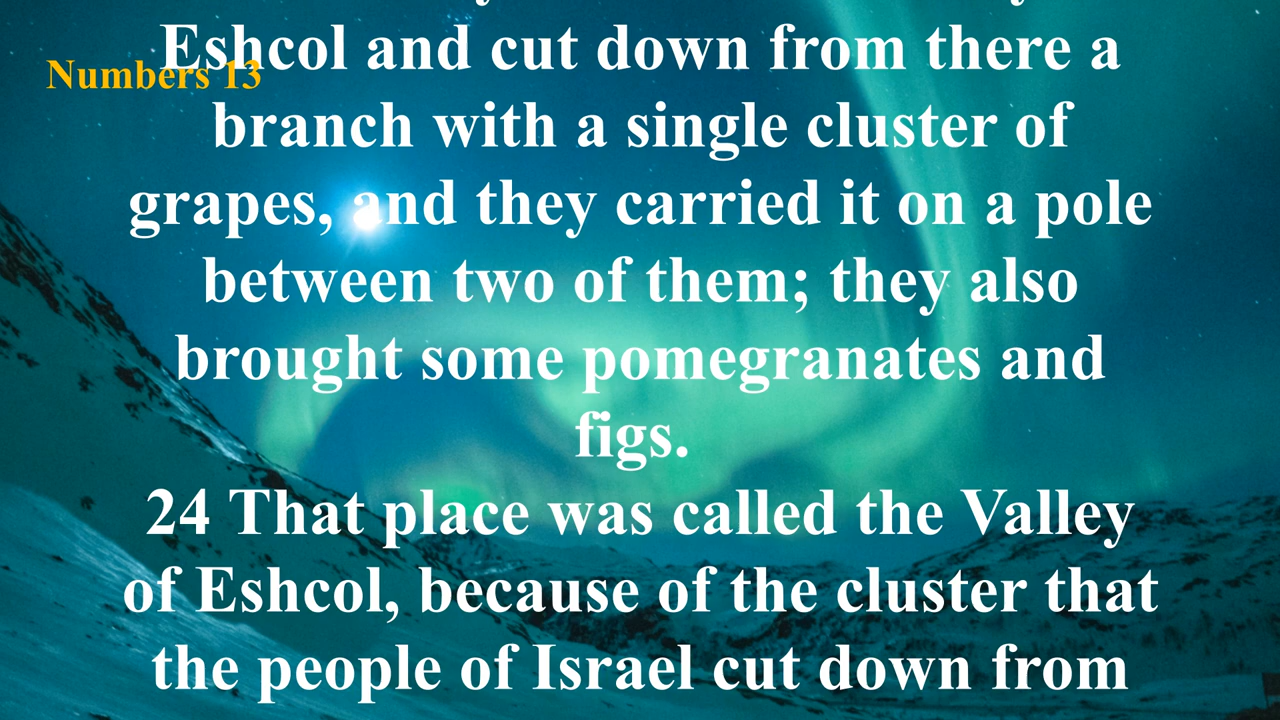 Numbers 13
Eshcol and cut down from there a
branch with a single cluster of
grapes, and they carried it on a pole
between two of them; they also
brought some pomegranates and
figs.
24 That place was called the Valley
of Eshcol, because of the cluster that
the people of Israel cut down from